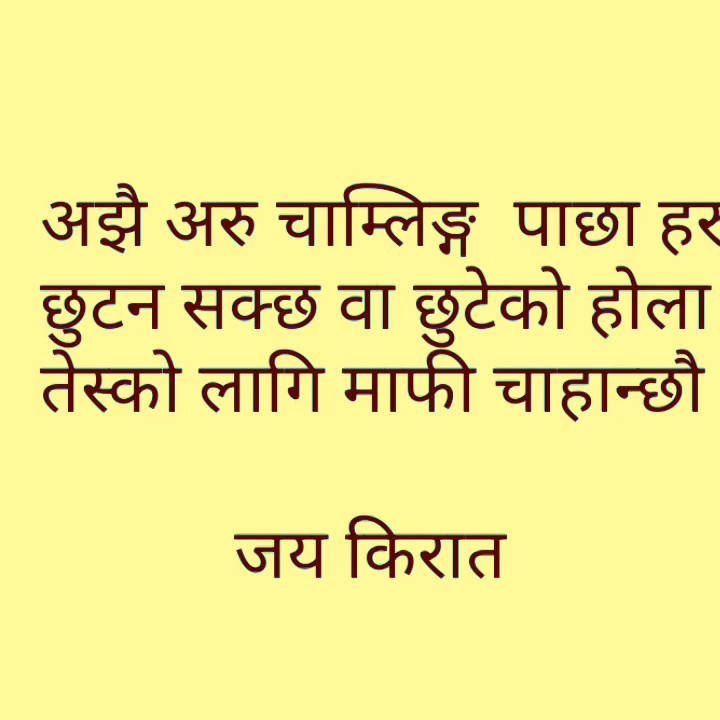 अझै अरु चाम्लिङ्ग पाछा हर
छुटन सक्छ वा छुटेको होला
तेस्को लागि माफी चाहान्छौ
जय किरात